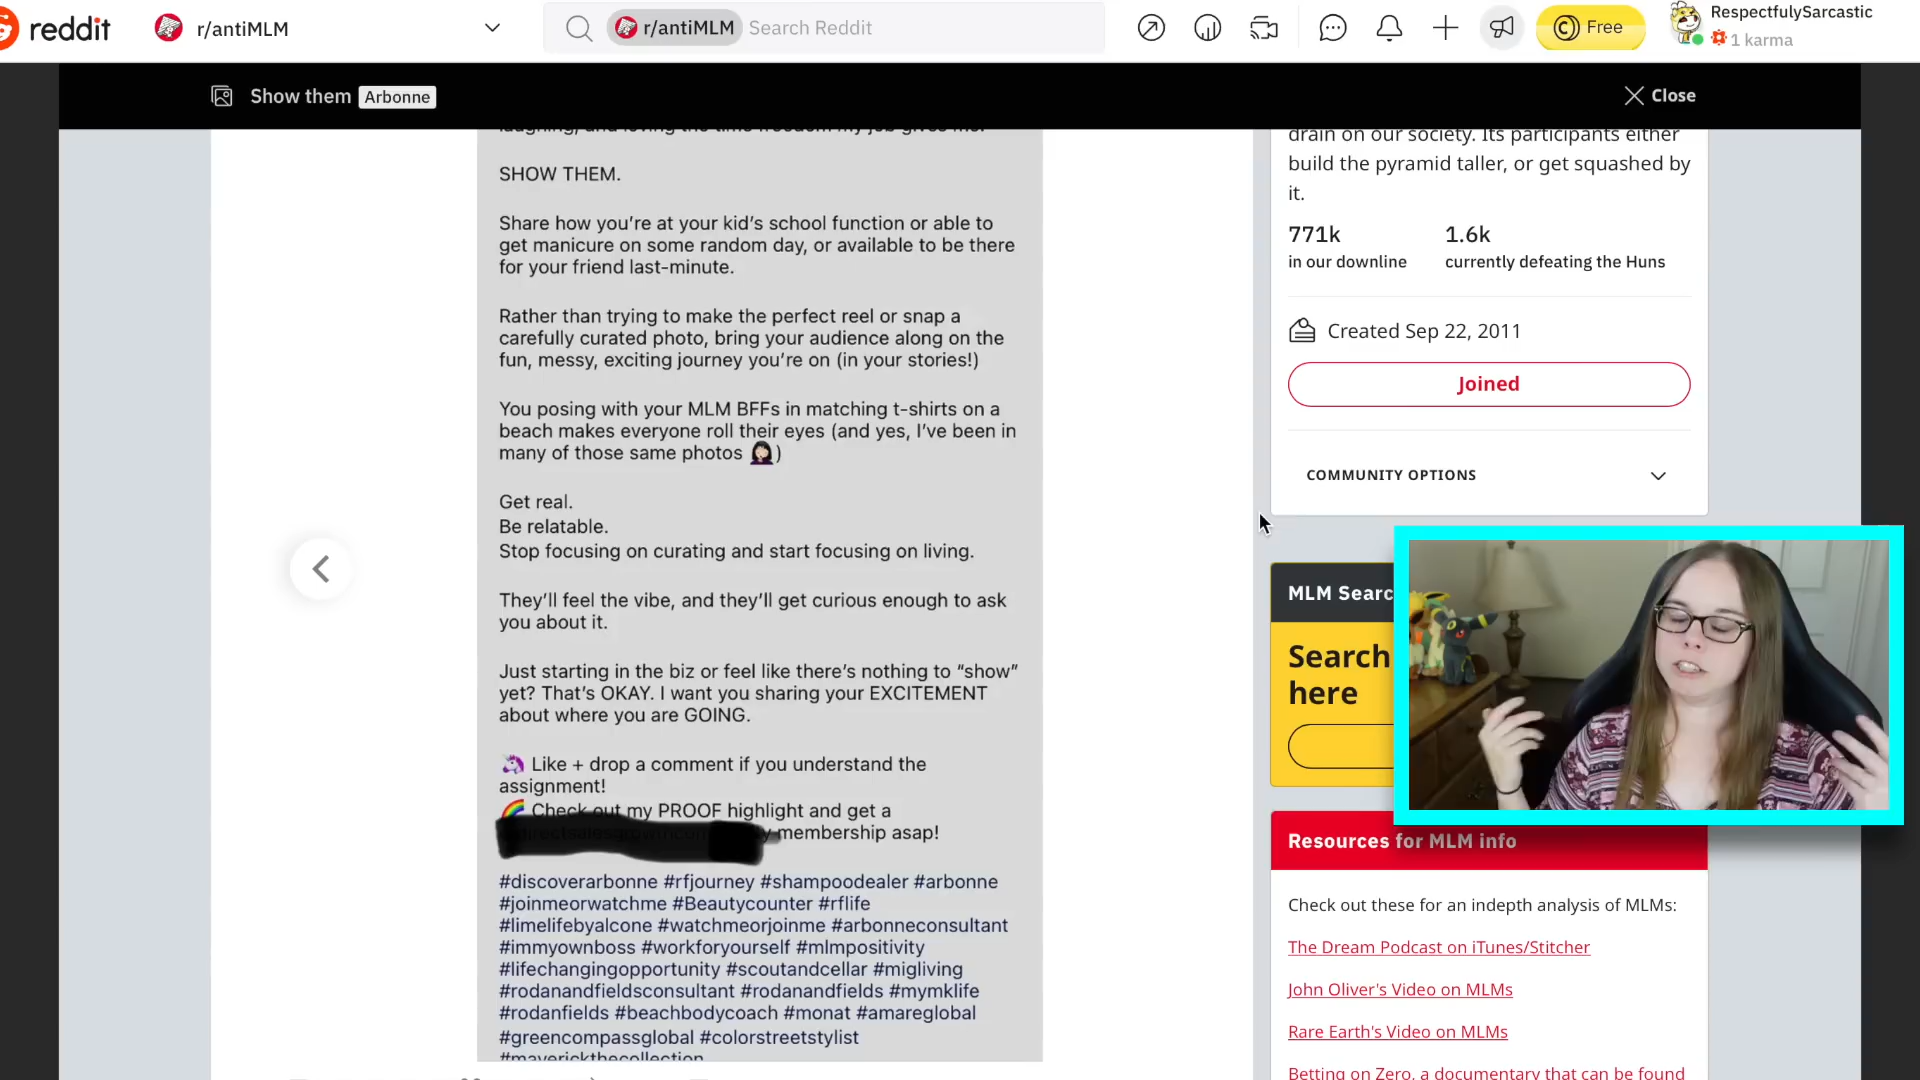 reddit
r/antiMLM
r/antiMLM Search Reddit
Free
RespectfulySarcastic
1 karma
Show them Arbonne
Close
laughing, and loving the time freedom my job gives me.
SHOW THEM.
Share how you’re at your kid’s school function or able to
get manicure on some random day, or available to be there
for your friend last-minute.
Rather than trying to make the perfect reel or snap a
carefully curated photo, bring your audience along on the
fun, messy, exciting journey you’re on (in your stories!)
You posing with your MLM BFFs in matching t-shirts on a
beach makes everyone roll their eyes (and yes, I’ve been in
many of those same photos 🤦🏻‍♀️)
Get real.
Be relatable.
Stop focusing on curating and start focusing on living.
They’ll feel the vibe, and they’ll get curious enough to ask
you about it.
Just starting in the biz or feel like there’s nothing to “show”
yet? That’s OKAY. I want you sharing your EXCITEMENT
about where you are GOING.
🦄 Like + drop a comment if you understand the
assignment!
🌈 Check out my PROOF highlight and get a
membership asap!
#discoverarbonne #rfjourney #shampoodealer #arbonne
#joinmeorwatchme #Beautycounter #rflife
#limelifebyalcone #watchmeorjoinme #arbonneconsultant
#immyownboss #workforyourself #mlmpositivity
#lifechangingopportunity #scoutandcellar #migliving
#rodanandfieldsconsultant #rodanandfields #mymklife
#rodanfields #beachbodycoach #monat #amareglobal
#greencompassglobal #colorstreetstylist
#maverickthecollection
drain on our society. Its participants either
build the pyramid taller, or get squashed by
it.
771k 1.6k
in our downline currently defeating the Huns
Created Sep 22, 2011
Joined
COMMUNITY OPTIONS
MLM Searc
Search
here
Resources for MLM info
Check out these for an indepth analysis of MLMs:
The Dream Podcast on iTunes/Stitcher
John Oliver's Video on MLMs
Rare Earth's Video on MLMs
Betting on Zero, a documentary that can be found